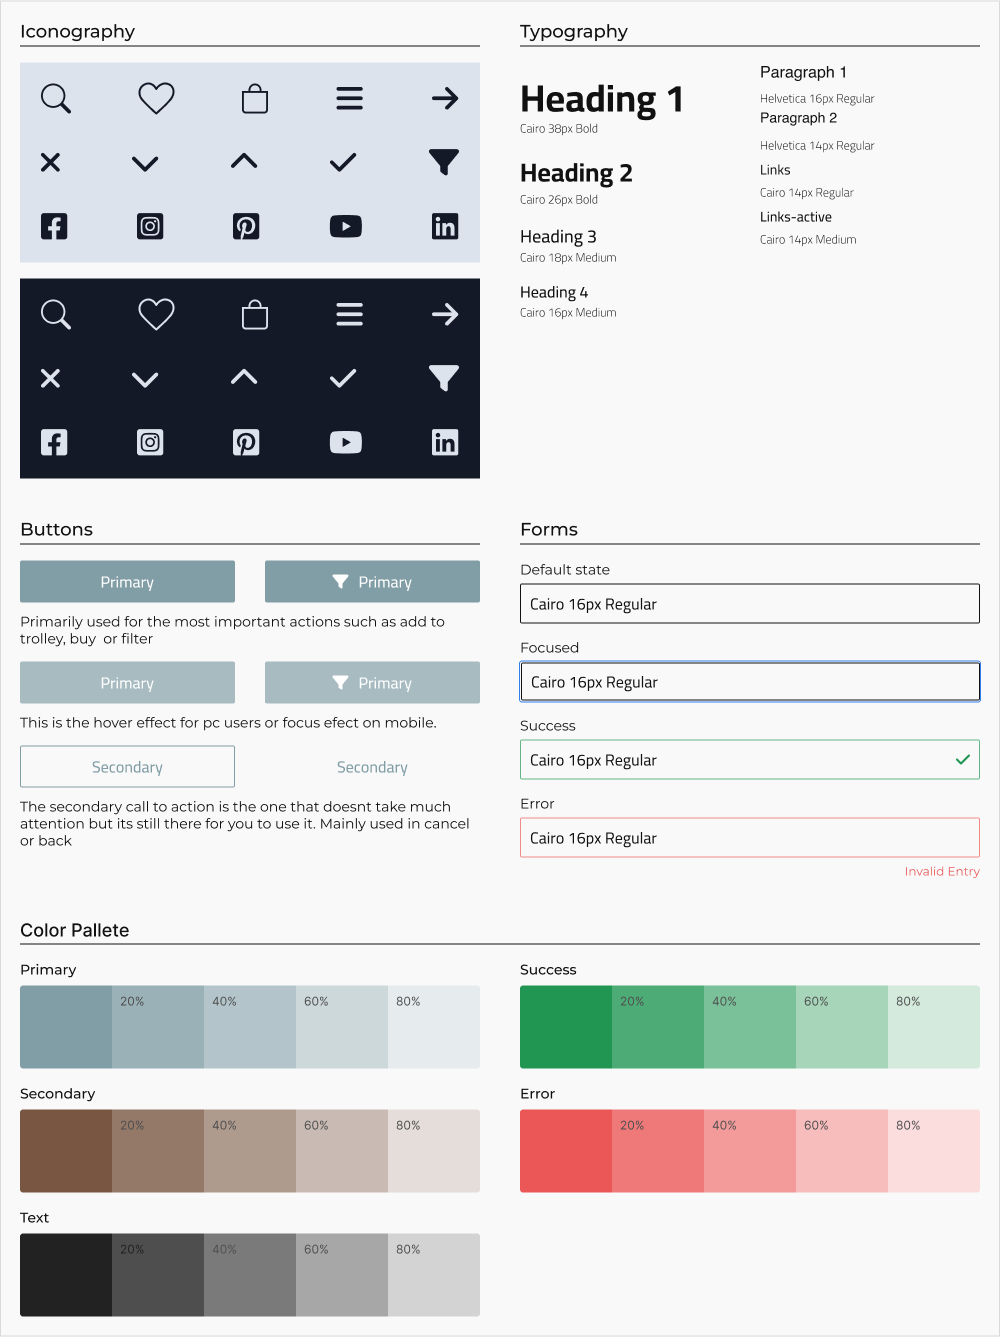 Iconography
Typography
Heading 1
Cairo 38px Bold
Heading 2
Cairo 26px Bold
Heading 3
Cairo 18px Medium
Heading 4
Cairo 16px Medium
Paragraph 1
Helvetica 16px Regular
Paragraph 2
Helvetica 14px Regular
Links
Cairo 14px Regular
Links-active
Cairo 14px Medium
Buttons
Primary
Primary
Primarily used for the most important actions such as add to
trolley, buy  or filter
Primary
Primary
This is the hover effect for pc users or focus efect on mobile.
Secondary
Secondary
The secondary call to action is the one that doesnt take much
attention but its still there for you to use it. Mainly used in cancel
or back
Forms
Default state
Cairo 16px Regular
Focused
Cairo 16px Regular
Success
Cairo 16px Regular
Error
Cairo 16px Regular
Invalid Entry
Color Pallete
Primary
20% 40% 60% 80%
Success
20% 40% 60% 80%
Secondary
20% 40% 60% 80%
Error
20% 40% 60% 80%
Text
20% 40% 60% 80%